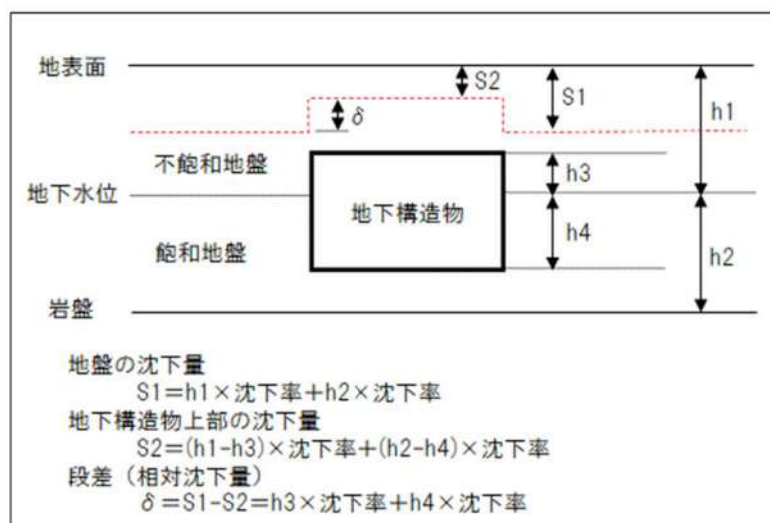 地表面
S2
S1
δ
h1
不飽和地盤
h3
地下水位
地下構造物
h4
飽和地盤
h2
岩盤
地盤の沈下量
S1=h1×沈下率+h2×沈下率
地下構造物上部の沈下量
S2=(h1-h3)×沈下率+(h2-h4)×沈下率
段差(相対沈下量)
δ=S1-S2=h3×沈下率+h4×沈下率